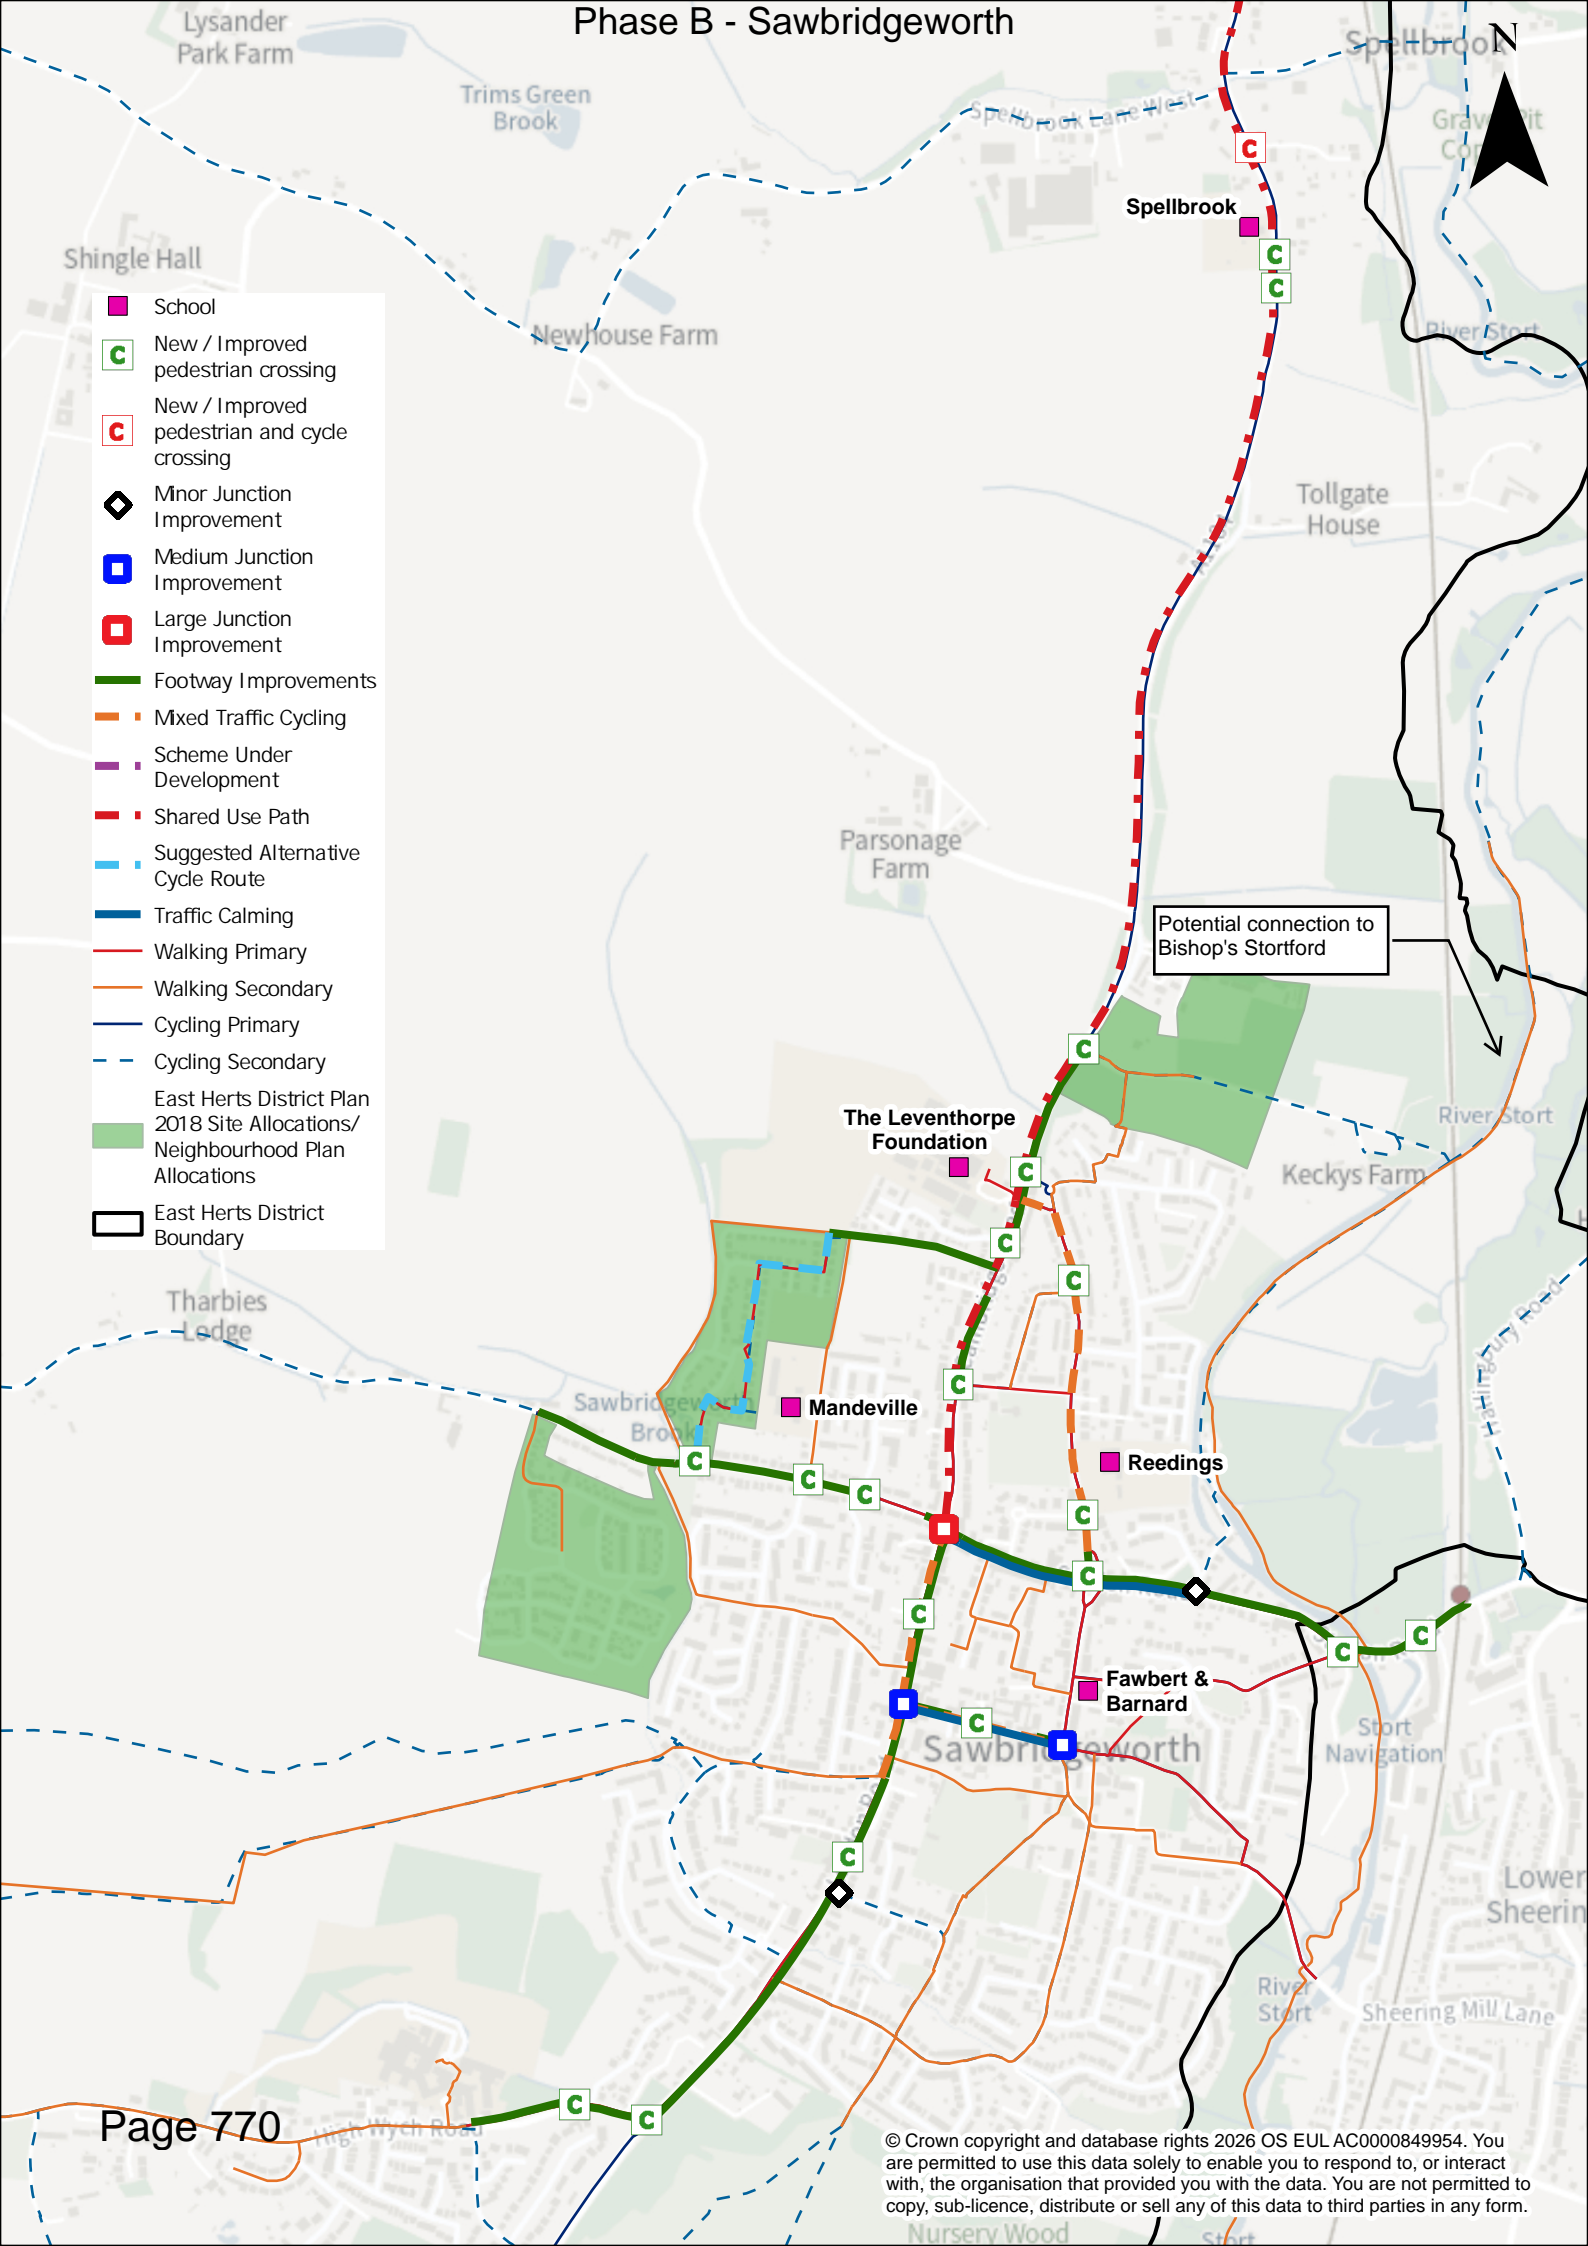 Phase B - Sawbridgeworth
Lysander
Park Farm
Trims Green
Brook
Spellbrook Lane West
Spellbrook
N
Spellbrook
Shingle Hall
Newhouse Farm
River Stort
School
New / Improved
pedestrian crossing
New / Improved
pedestrian and cycle
crossing
Minor Junction
Improvement
Medium Junction
Improvement
Large Junction
Improvement
Footway Improvements
Mixed Traffic Cycling
Scheme Under
Development
Shared Use Path
Suggested Alternative
Cycle Route
Traffic Calming
Walking Primary
Walking Secondary
Cycling Primary
Cycling Secondary
East Herts District Plan
2018 Site Allocations/
Neighbourhood Plan
Allocations
East Herts District
Boundary
Tollgate
House
Parsonage
Farm
Potential connection to
Bishop's Stortford
The Leventhorpe
Foundation
River Stort
Keckys Farm
Tharbies
Lodge
Sawbridgeworth
Brook
Mandeville
Reedings
Fawbert &
Barnard
Sawbridgeworth
Stort
Navigation
Lower
Sheerin
River
Stort
Sheering Mill Lane
High Wych Road
Page 770
© Crown copyright and database rights 2026 OS EUL AC0000849954. You
are permitted to use this data solely to enable you to respond to, or interact
with, the organisation that provided you with the data. You are not permitted to
copy, sub-licence, distribute or sell any of this data to third parties in any form.
Nursery Wood
Stort